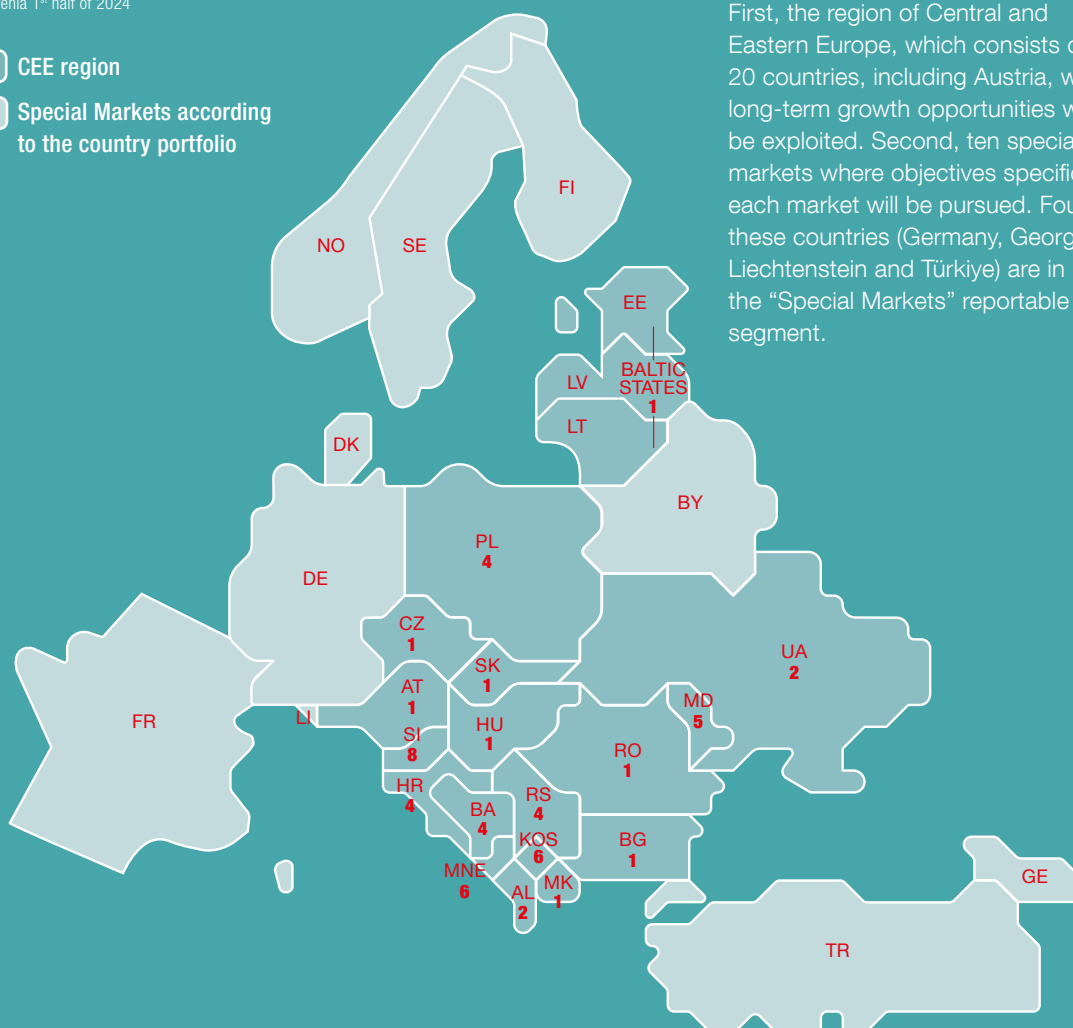 1st half of 2024
CEE region
Special Markets according
to the country portfolio
First, the region of Central and
Eastern Europe, which consists
20 countries, including Austria,
long-term growth opportunities
be exploited. Second, ten
markets where objectives
each market will be pursued.
these countries (Germany,
Liechtenstein and Türkiye) are in
the “Special Markets” reportable
segment.
FI
NO
SE
EE
BALTIC
STATES
1
LV
LT
DK
BY
PL
4
DE
CZ
1
UA
2
SK
1
AT
1
MD
5
FR
LI
SI
8
HU
1
RO
1
HR
4
BA
4
RS
4
KOS
6
BG
1
MNE
6
AL
2
MK
1
GE
TR